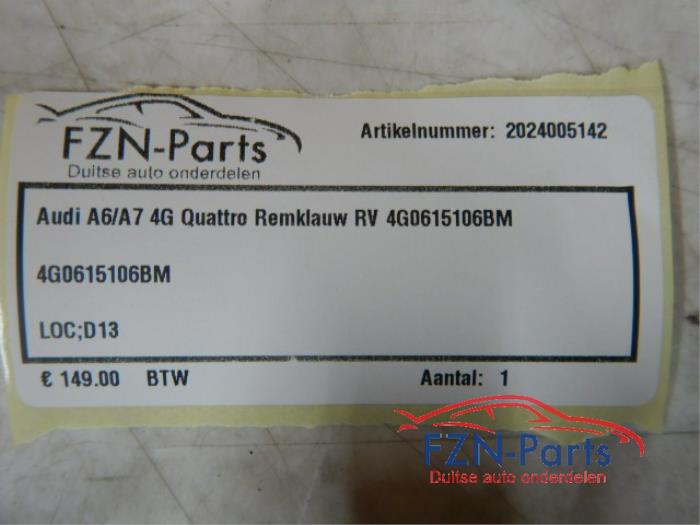 FZN-Parts
Duitse auto onderdelen
Artikelnummer: 2024005142
Audi A6/A7 4G Quattro Remklauw RV 4G0615106BM
4G0615106BM
LOC;D13
€ 149.00 BTW Aantal: 1
FZN-Parts
Duitse auto onderdelen